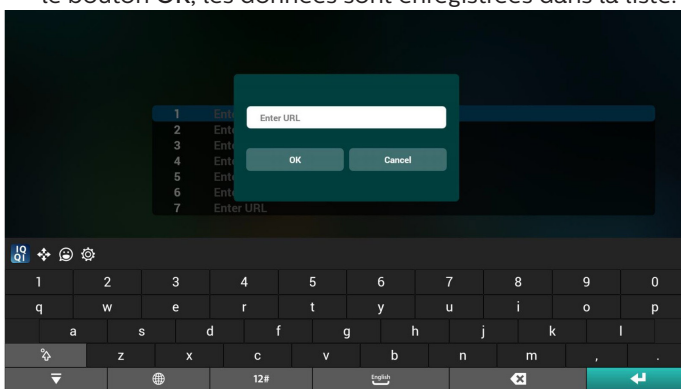 le bouton OK, les données sont enregistrées dans la liste.
1 Ente
2 Ente
3 Ente
4 Ente
5 Ente
6 Ente
7 Enter URL
Enter URL
OK Cancel
IQ
QI
1 2 3 4 5 6 7 8 9 0
q w e r t y u i o p
a s d f g h j k l
z x c v b n m , .
12# English